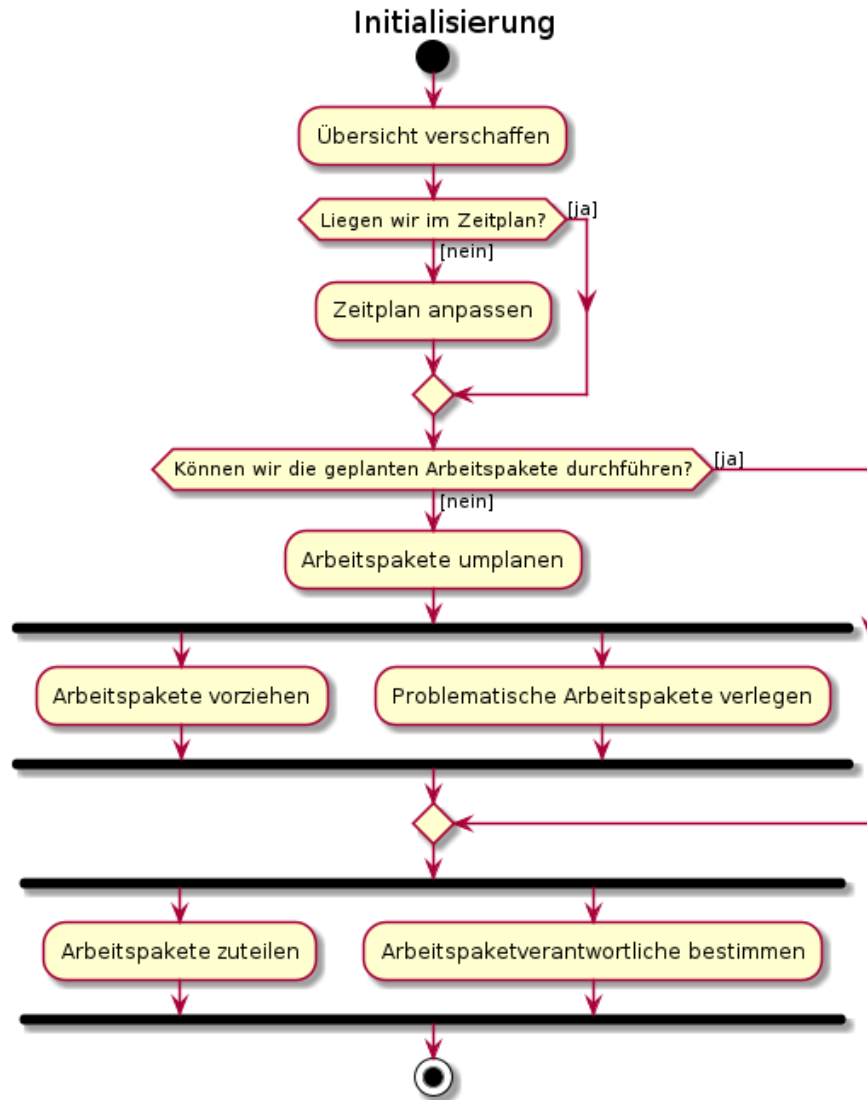 Initialisierung
Übersicht verschaffen
Liegen wir im Zeitplan?
[ja]
[nein]
Zeitplan anpassen
Können wir die geplanten Arbeitspakete durchführen?
[ja]
[nein]
Arbeitspakete umplanen
Arbeitspakete vorziehen
Problematische Arbeitspakete verlegen
Arbeitspakete zuteilen
Arbeitspaketverantwortliche bestimmen